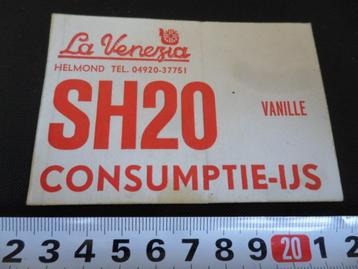 La Venezia
HELMOND TEL. 04920-37751
SH20
VANILLE
CONSUMPTIE-IJS
2 3 4 5 6 7 8 9 20 1 2 3